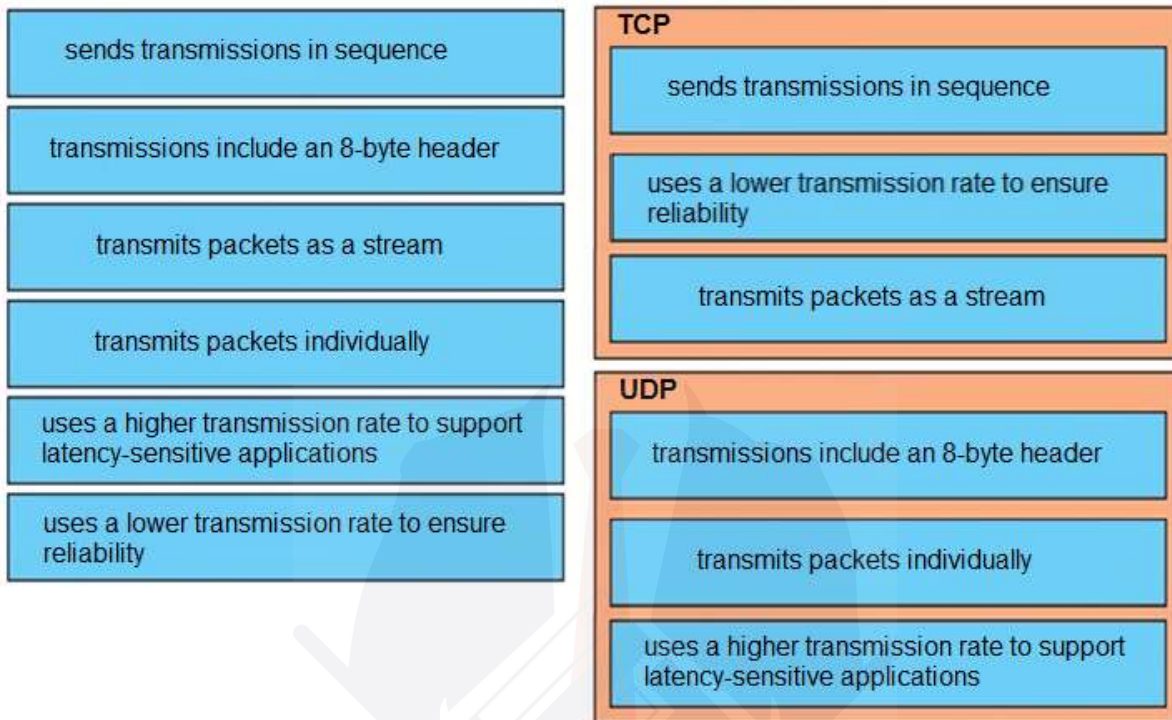 sends transmissions in sequence
transmissions include an 8-byte header
transmits packets as a stream
transmits packets individually
uses a higher transmission rate to support
latency-sensitive applications
uses a lower transmission rate to ensure
reliability
TCP
sends transmissions in sequence
uses a lower transmission rate to ensure
reliability
transmits packets as a stream
UDP
transmissions include an 8-byte header
transmits packets individually
uses a higher transmission rate to support
latency-sensitive applications